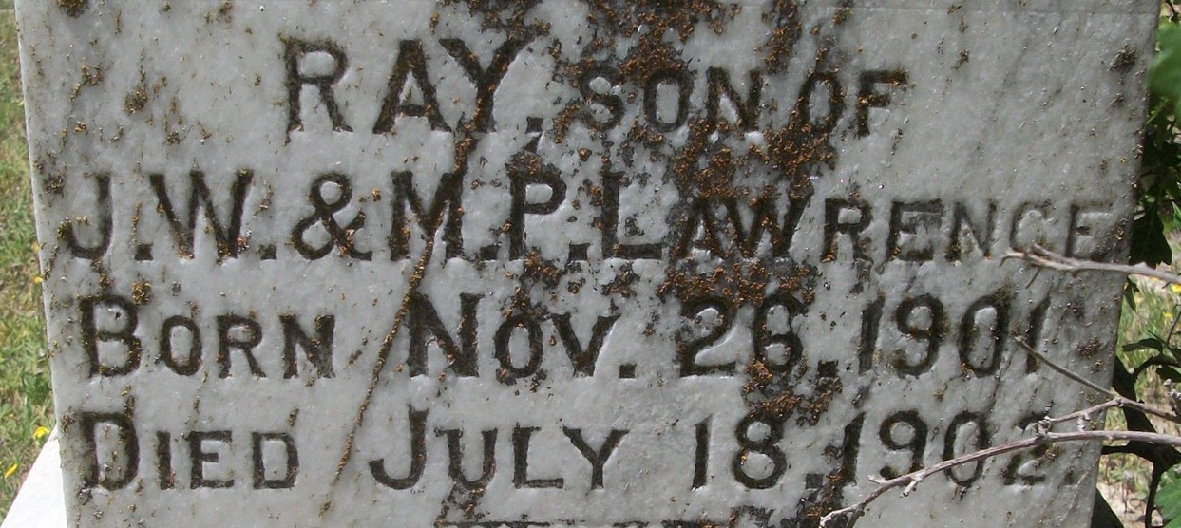 RAY, SON OF
J.W. & M.P. LAWRENCE
BORN NOV. 26, 1901
DIED JULY 18, 1902.